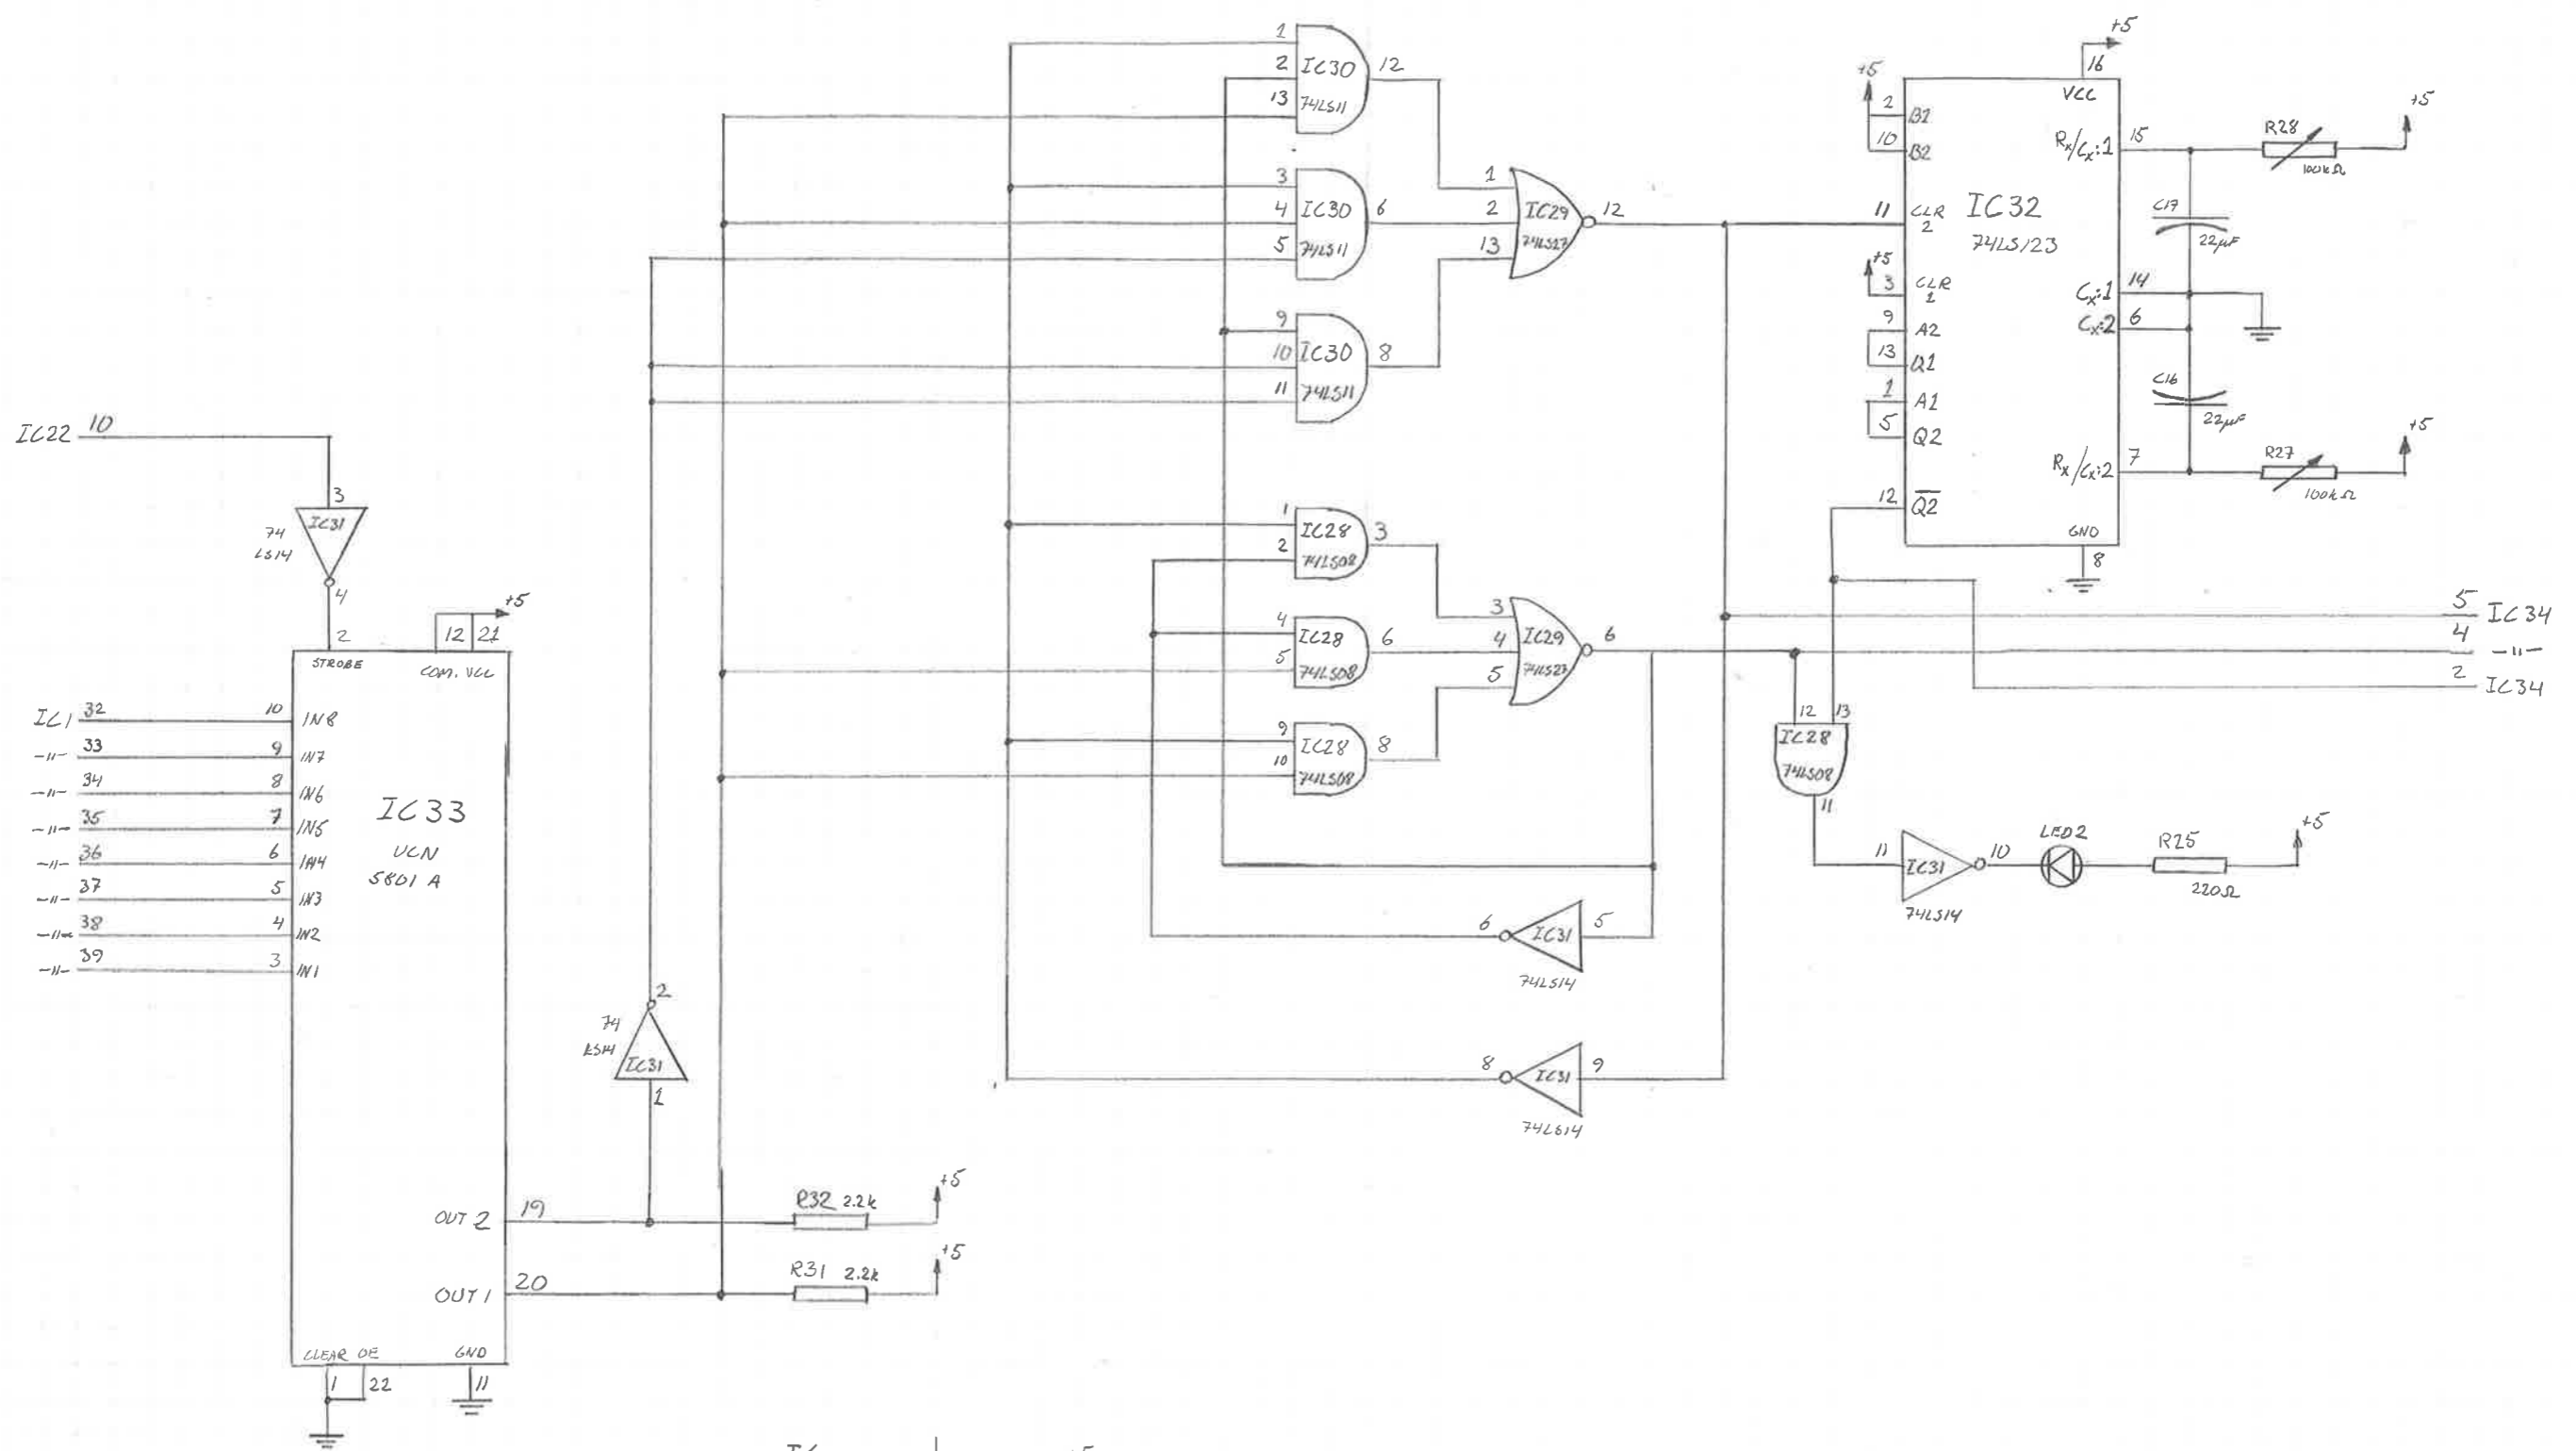 IC22 10
3
IC31
74
LS14
4
2
STROBE
12 21
+5
COM. VCC
IC1 32 10 IN8
-"- 33 9 IN7
-"- 34 8 IN6
-"- 35 7 IN5
-"- 36 6 IN4
-"- 37 5 IN3
-"- 38 4 IN2
-"- 39 3 IN1
IC33
UCN
5801 A
OUT 2 19
OUT 1 20
CLEAR OE GND
1 22 11
2
74
LS14
IC31
1
R32 2.2k +5
R31 2.2k +5
1
2 IC30 12
13 74LS11
3
4 IC30 6
5 74LS11
9
10 IC30 8
11 74LS11
1
2 IC29 12
13 74LS27
1 IC28 3
2 74LS08
4 IC28 6
5 74LS08
9 IC28 8
10 74LS08
3
4 IC29 6
5 74LS27
6 IC31 5
74LS14
8 IC31 9
74LS14
+5
16
VCC
+5
2 B1
10 B2
11 CLR
2
IC32
74LS123
+5
3 CLR
1
9 A2
13 Q1
1 A1
5 Q2
12 Q2
Rx/Cx:1 15
R28
100kΩ
+5
C17
22µF
Cx:1 14
Cx:2 6
C16
22µF
Rx/Cx:2 7
R27
100kΩ
+5
GND
8
5 IC34
4 -"-
2 IC34
12 13
IC28
74LS08
11
11 IC31 10
74LS14
LED2
R25
220Ω
+5